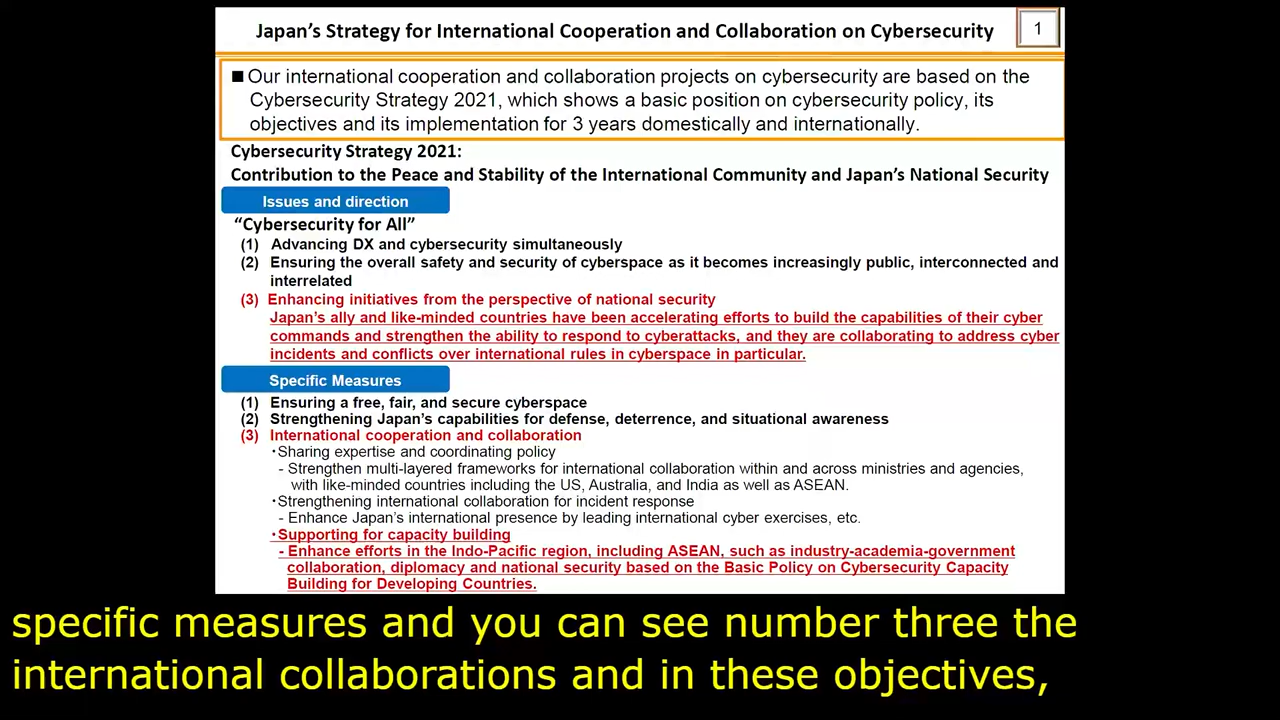 Japan’s Strategy for International Cooperation and Collaboration on Cybersecurity
1
■ Our international cooperation and collaboration projects on cybersecurity are based on the
Cybersecurity Strategy 2021, which shows a basic position on cybersecurity policy, its
objectives and its implementation for 3 years domestically and internationally.
Cybersecurity Strategy 2021:
Contribution to the Peace and Stability of the International Community and Japan’s National Security
Issues and direction
“Cybersecurity for All”
(1) Advancing DX and cybersecurity simultaneously
(2) Ensuring the overall safety and security of cyberspace as it becomes increasingly public, interconnected and
interrelated
(3) Enhancing initiatives from the perspective of national security
Japan’s ally and like-minded countries have been accelerating efforts to build the capabilities of their cyber
commands and strengthen the ability to respond to cyberattacks, and they are collaborating to address cyber
incidents and conflicts over international rules in cyberspace in particular.
Specific Measures
(1) Ensuring a free, fair, and secure cyberspace
(2) Strengthening Japan’s capabilities for defense, deterrence, and situational awareness
(3) International cooperation and collaboration
・Sharing expertise and coordinating policy
- Strengthen multi-layered frameworks for international collaboration within and across ministries and agencies,
with like-minded countries including the US, Australia, and India as well as ASEAN.
・Strengthening international collaboration for incident response
- Enhance Japan’s international presence by leading international cyber exercises, etc.
・Supporting for capacity building
- Enhance efforts in the Indo-Pacific region, including ASEAN, such as industry-academia-government
collaboration, diplomacy and national security based on the Basic Policy on Cybersecurity Capacity
Building for Developing Countries.
specific measures and you can see number three the
international collaborations and in these objectives,